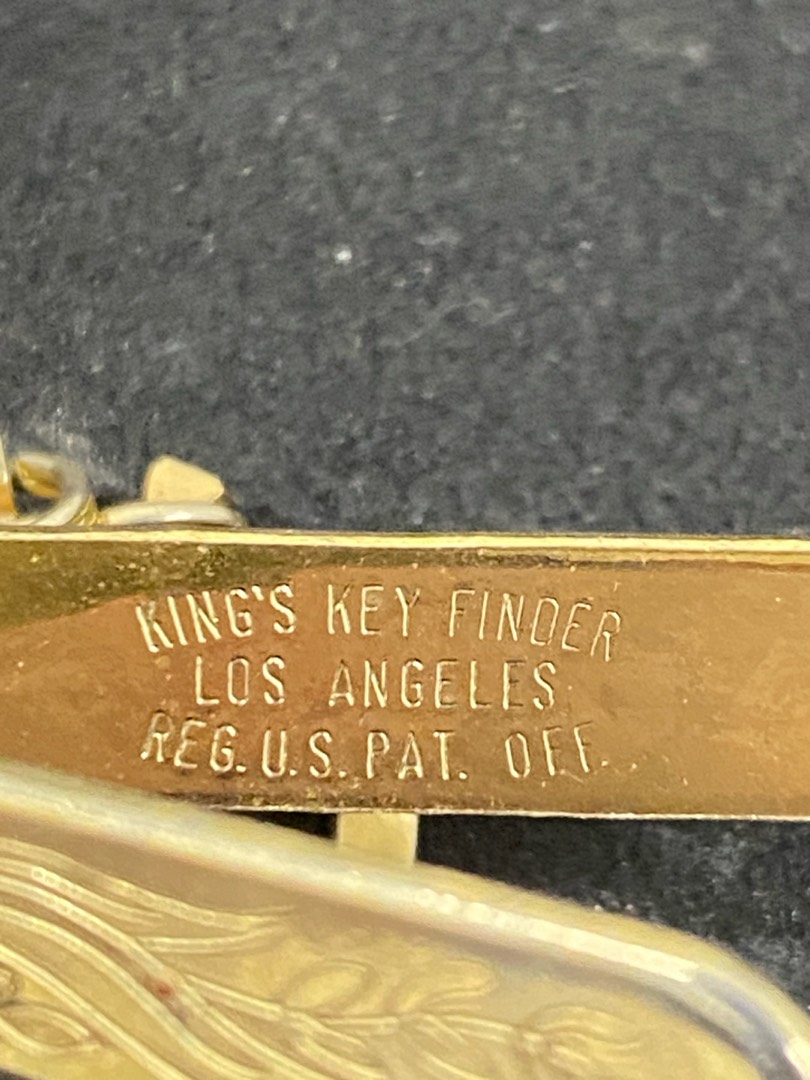 KING'S KEY FINDER
LOS ANGELES
REG. U.S. PAT. OFF.